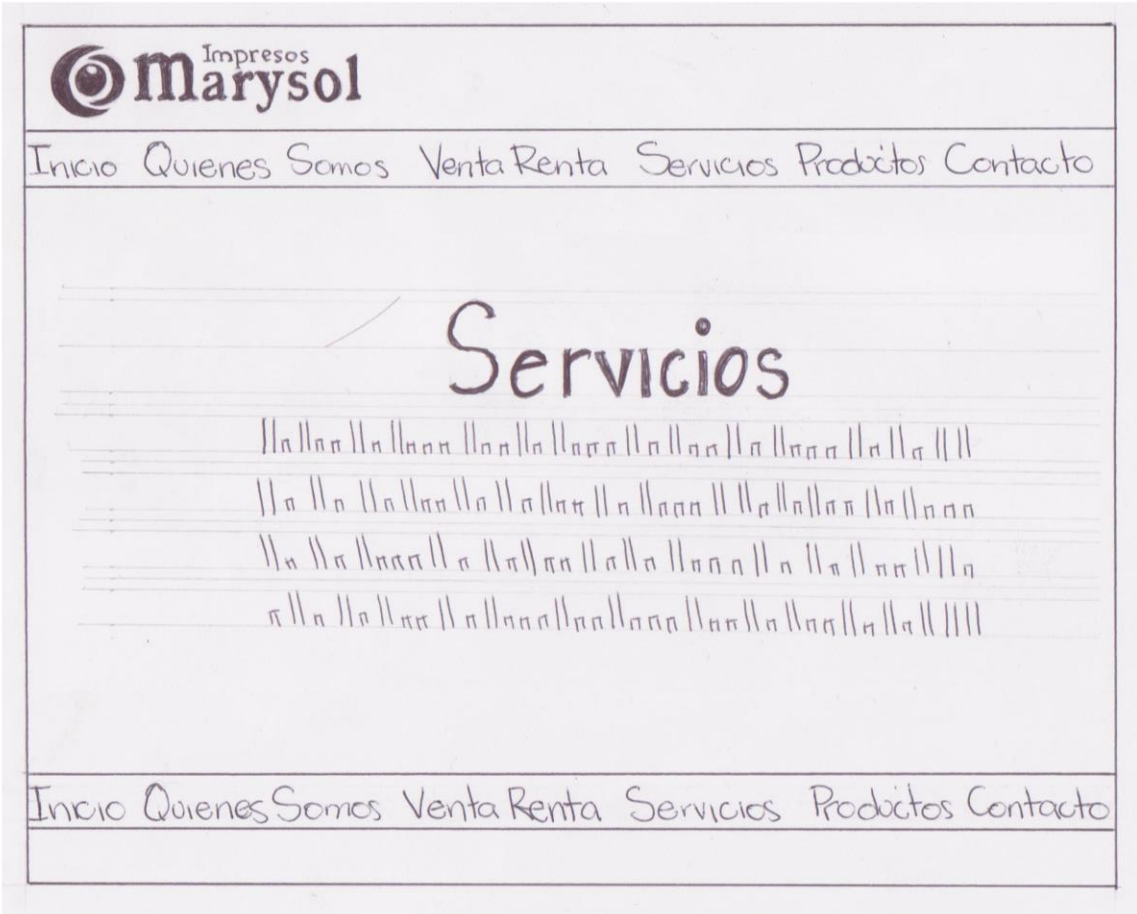 Impresos
Marysol
Inicio Quienes Somos Venta Renta Servicios Productos Contacto
Servicios
Inicio Quienes Somos Venta Renta Servicios Productos Contacto